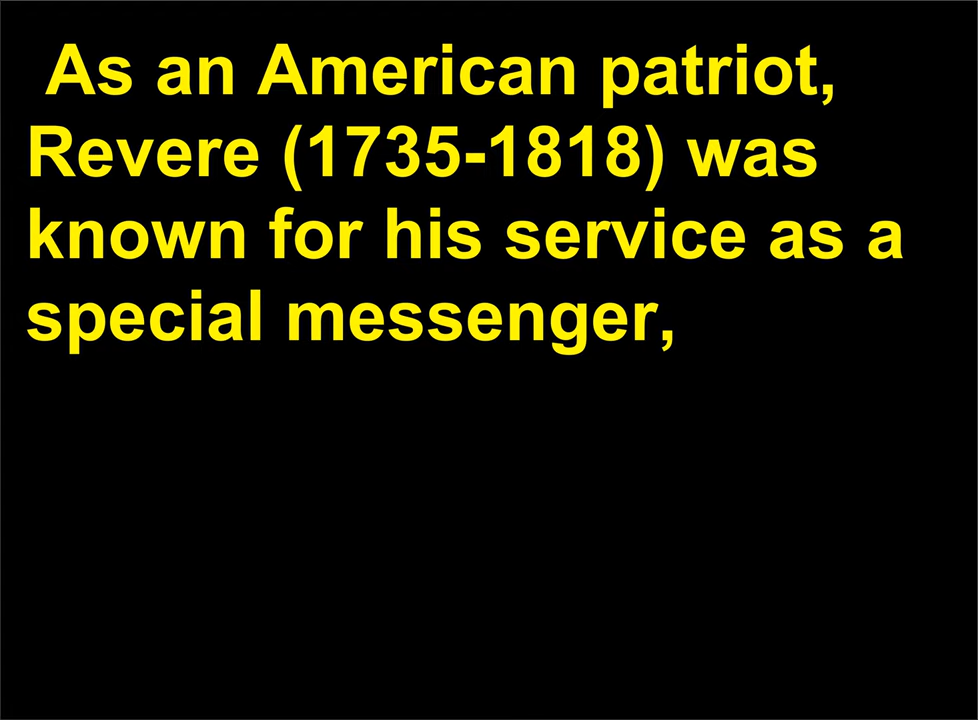 As an American patriot,
Revere (1735-1818) was
known for his service as a
special messenger,